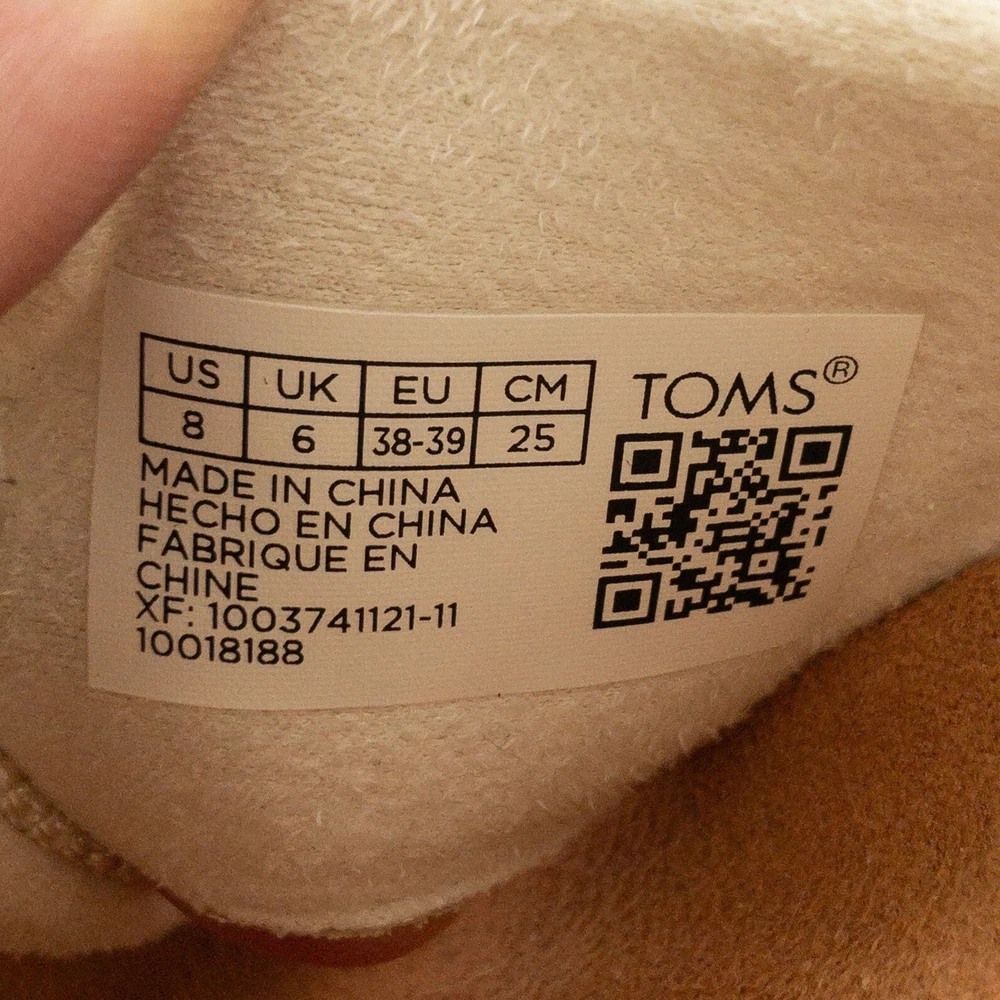 US UK EU CM
8 6 38-39 25
MADE IN CHINA
HECHO EN CHINA
FABRIQUE EN
CHINE
XF: 1003741121-11
10018188
TOMS®